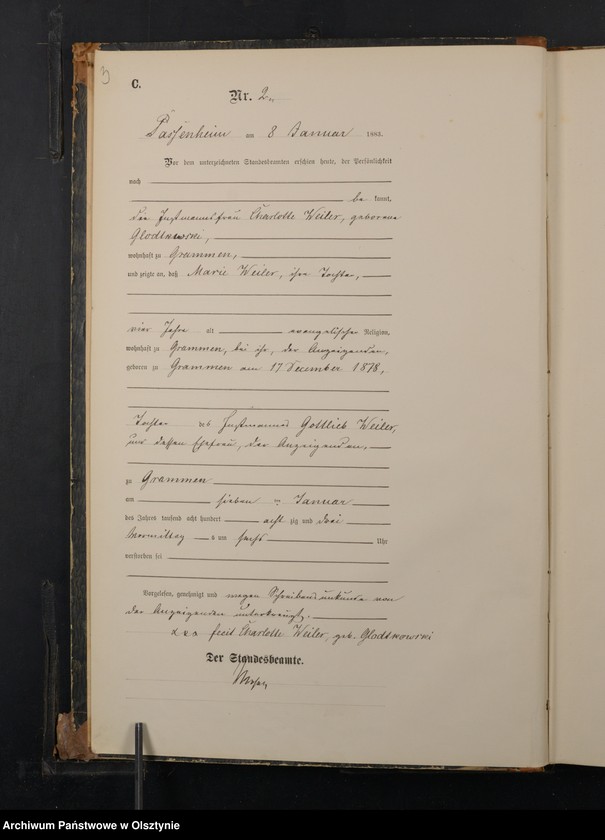 3
C.
Nr. 2.
Passenheim am 8 Januar 1883.
Vor dem unterzeichneten Standesbeamten erschien heute, der Persönlichkeit
nach
be kannt,
die Instmannsfrau Charlotte Weiler, geborene
Glodtkowski,
wohnhaft zu Grammen,
und zeigte an, daß Marie Weiler, ihre Tochter,
vier Jahre alt evangelischer Religion,
wohnhaft zu Grammen, bei ihr, der Anzeigenden,
geboren zu Grammen am 17 December 1878,
Tochter des Instmannes Gottlieb Weiler,
und dessen Ehefrau, der Anzeigenden,
zu Grammen
am sieben ten Januar
des Jahres tausend acht hundert acht zig und drei
Vormittag s um sechs Uhr
verstorben sei
Vorgelesen, genehmigt und wegen Schreibensunkunde von
der Anzeigenden unterkreuzt.
x x x Charlotte Weiler, geb. Glodtkowski
Der Standesbeamte.
Archiwum Państwowe w Olsztynie